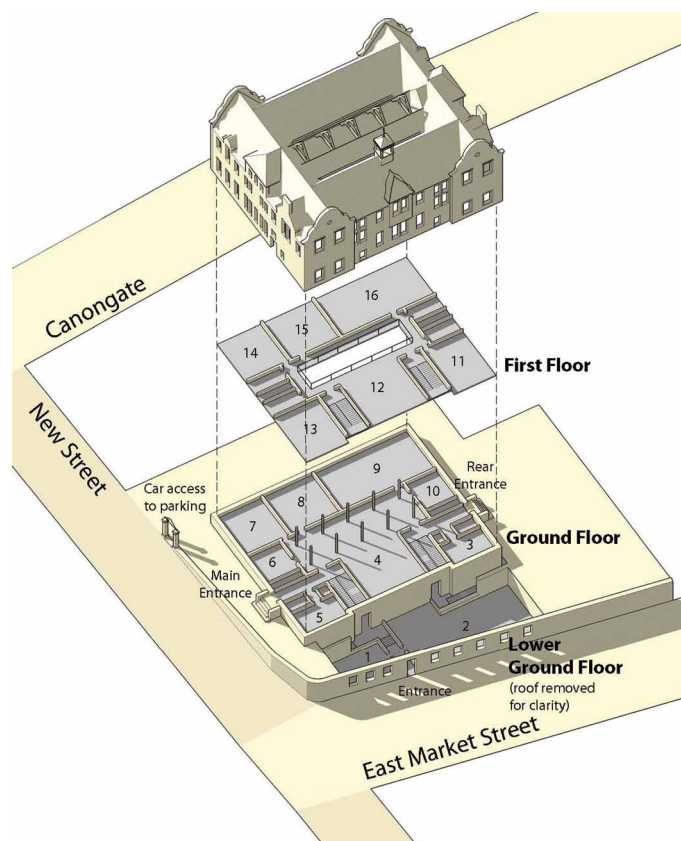 Canongate
16
15
14
11
12
13
First Floor
New Street
Car access
to parking
9
Rear
Entrance
8
10
7
Ground Floor
3
6
4
Main
Entrance
5
2
1
Lower
Ground Floor
(roof removed
for clarity)
Entrance
East Market Street